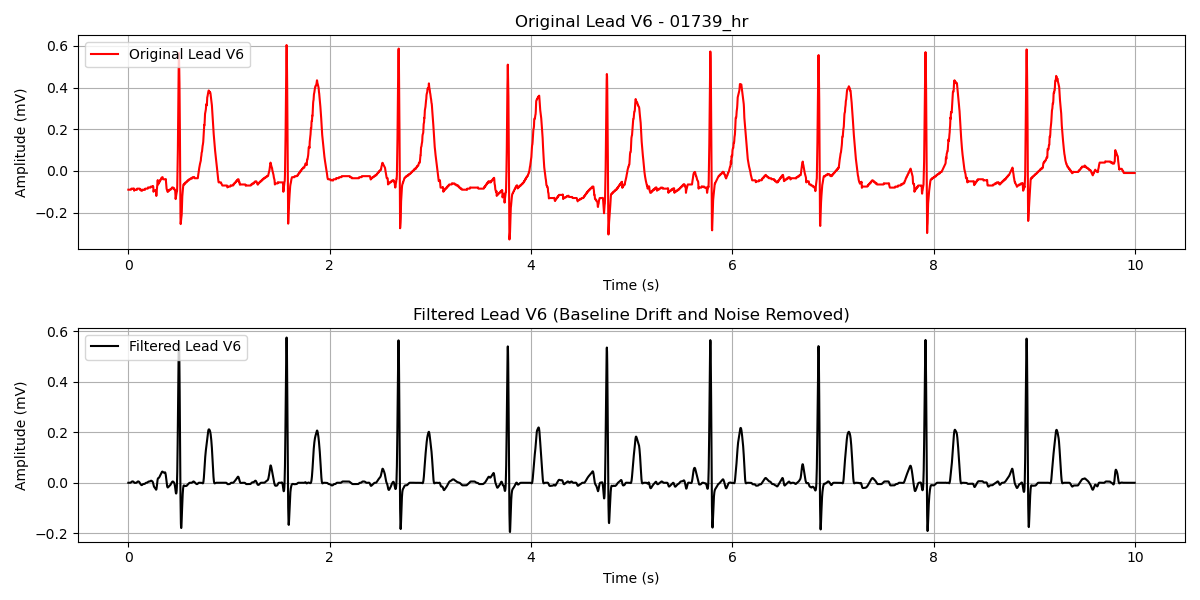 Original Lead V6 - 01739_hr
Original Lead V6
Amplitude (mV)
0.6
0.4
0.2
0.0
−0.2
0 2 4 6 8 10
Time (s)
Filtered Lead V6 (Baseline Drift and Noise Removed)
Filtered Lead V6
Amplitude (mV)
0.6
0.4
0.2
0.0
−0.2
0 2 4 6 8 10
Time (s)